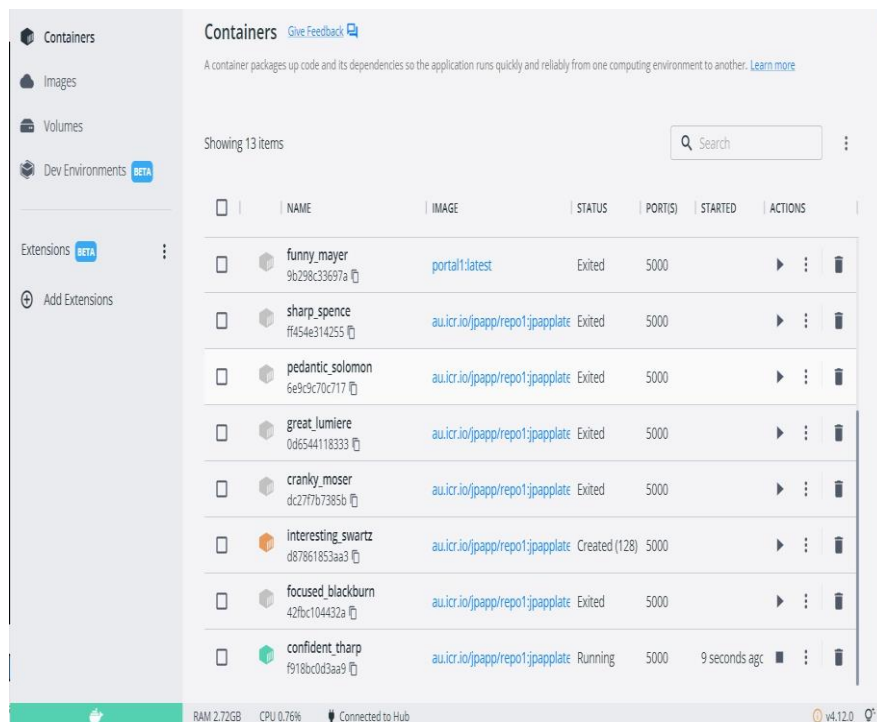 Containers
Images
Volumes
Dev Environments BETA
Extensions BETA
Add Extensions
Containers Give Feedback
A container packages up code and its dependencies so the application runs quickly and reliably from one computing environment to another. Learn more
Showing 13 items
Search
NAME IMAGE STATUS PORT(S) STARTED ACTIONS
funny_mayer
9b298c33697a
portal1:latest Exited 5000
sharp_spence
ff454e314255
au.icr.io/jpapp/repo1:jpapplate Exited 5000
pedantic_solomon
6e9c9c70c717
au.icr.io/jpapp/repo1:jpapplate Exited 5000
great_lumiere
0d6544118333
au.icr.io/jpapp/repo1:jpapplate Exited 5000
cranky_moser
dc27f7b7385b
au.icr.io/jpapp/repo1:jpapplate Exited 5000
interesting_swartz
d87861853aa3
au.icr.io/jpapp/repo1:jpapplate Created (128) 5000
focused_blackburn
42fbc104432a
au.icr.io/jpapp/repo1:jpapplate Exited 5000
confident_tharp
f918bc0d3aa9
au.icr.io/jpapp/repo1:jpapplate Running 5000 9 seconds agc
RAM 2.72GB CPU 0.76% Connected to Hub v4.12.0